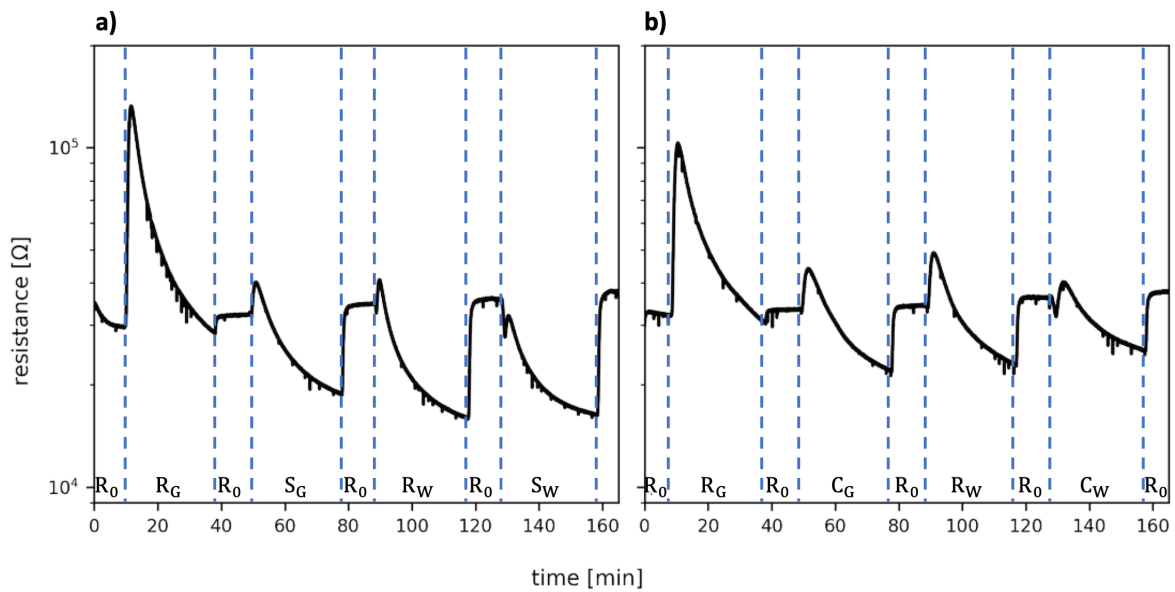 a)
b)
resistance [Ω]
10⁵
10⁴
R₀ R_G R₀ S_G R₀ R_W R₀ S_W
R₀ R_G R₀ C_G R₀ R_W R₀ C_W R₀
0 20 40 60 80 100 120 140 160
0 20 40 60 80 100 120 140 160
time [min]